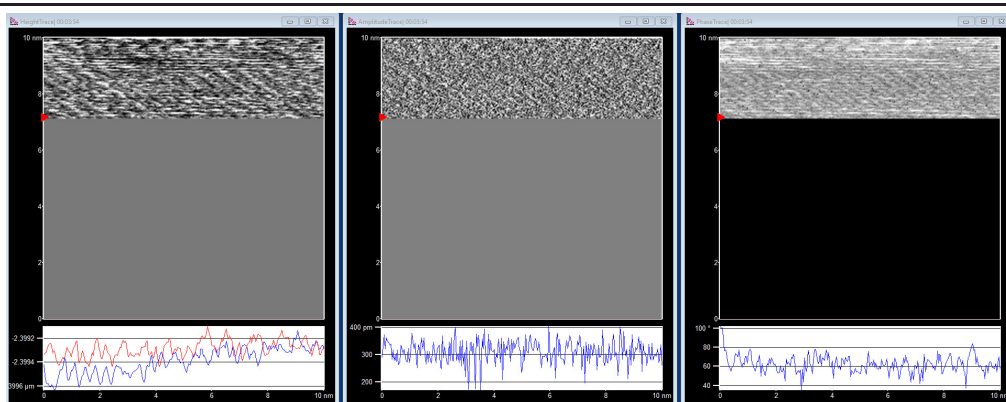 HeightTrace| 00:03:54
10 nm
8
6
4
2
0
-2.3992
-2.3994
3996 µm
0 2 4 6 8 10 nm
AmplitudeTrace| 00:03:54
10 nm
8
6
4
2
0
400 pm
300
200
0 2 4 6 8 10 nm
PhaseTrace| 00:03:54
10 nm
8
6
4
2
0
100 °
80
60
40
0 2 4 6 8 10 nm